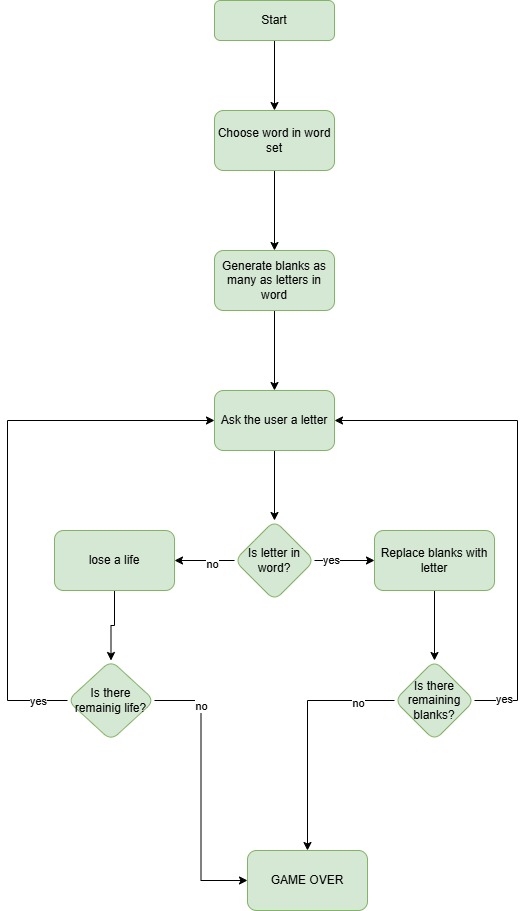 Start
Choose word in word
set
Generate blanks as
many as letters in
word
Ask the user a letter
lose a life
no
Is letter in
word?
yes
Replace blanks with
letter
yes
Is there
remainig life?
no
no
Is there
remaining
blanks?
yes
GAME OVER